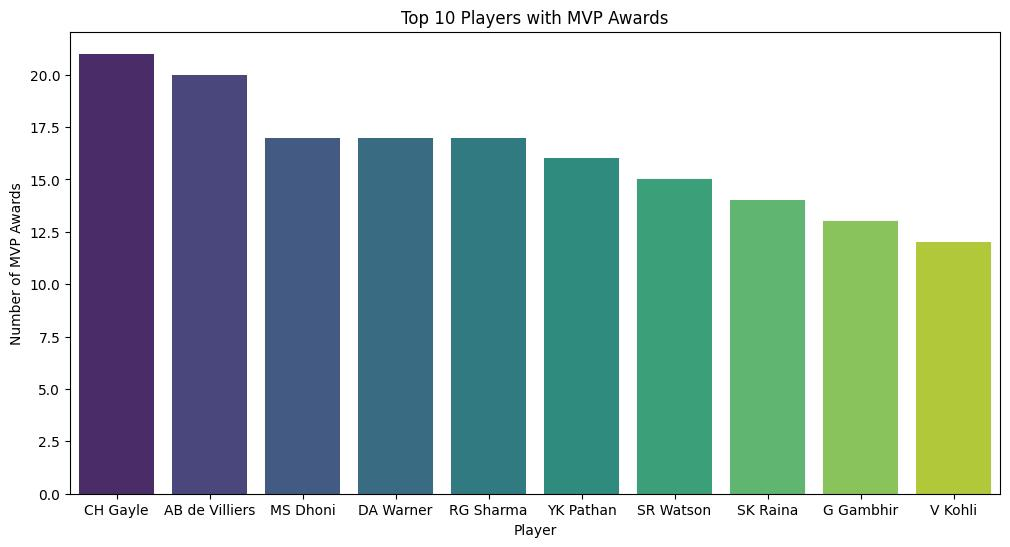 Top 10 Players with MVP Awards
Number of MVP Awards
20.0
17.5
15.0
12.5
10.0
7.5
5.0
2.5
0.0
CH Gayle AB de Villiers MS Dhoni DA Warner RG Sharma YK Pathan SR Watson SK Raina G Gambhir V Kohli
Player